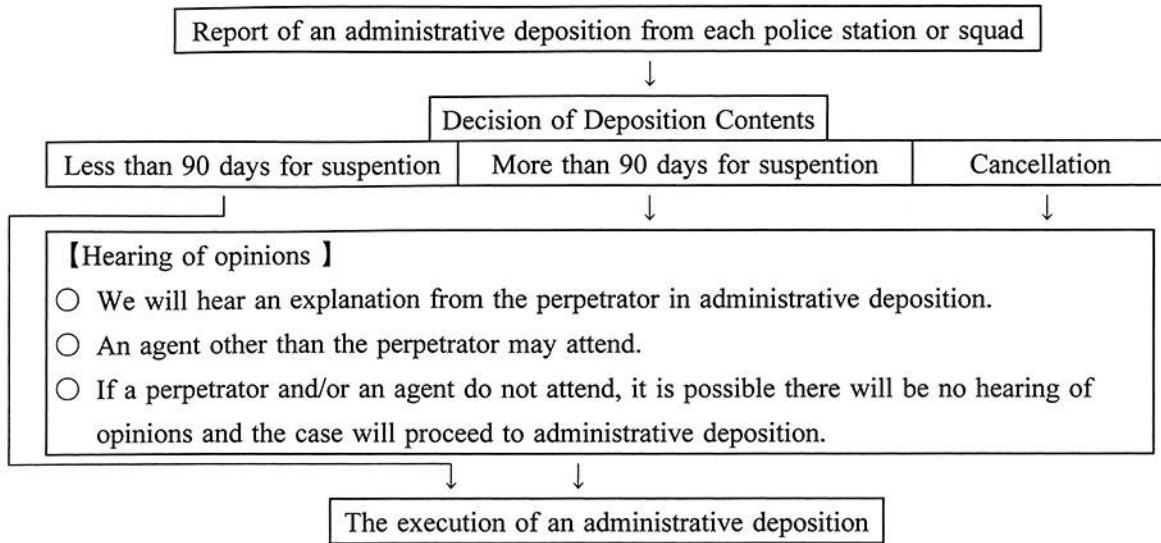 Report of an administrative deposition from each police station or squad
↓
Decision of Deposition Contents
Less than 90 days for suspention More than 90 days for suspention Cancellation
↓ ↓
【Hearing of opinions 】
○ We will hear an explanation from the perpetrator in administrative deposition.
○ An agent other than the perpetrator may attend.
○ If a perpetrator and/or an agent do not attend, it is possible there will be no hearing of
opinions and the case will proceed to administrative deposition.
↓ ↓
The execution of an administrative deposition